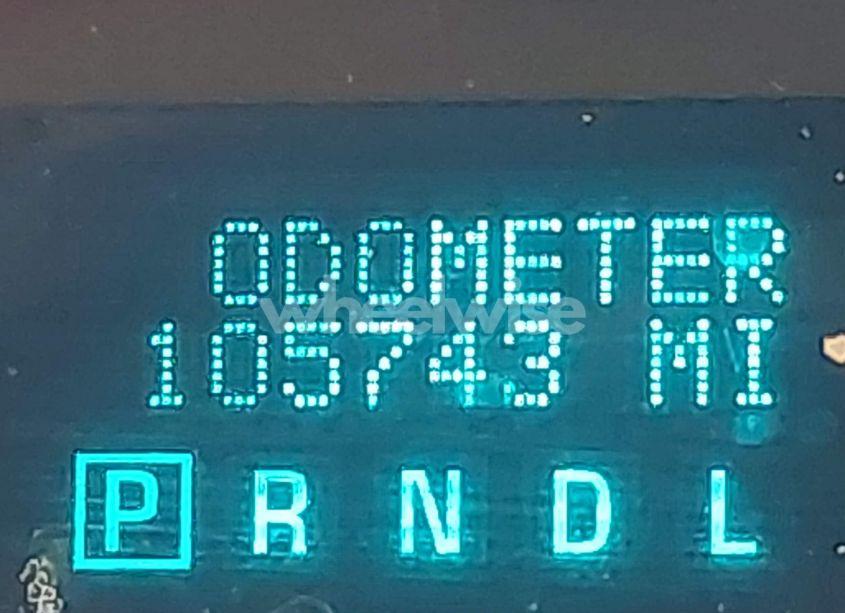 ODOMETER
wheelwise
105743 MI
P R N D L